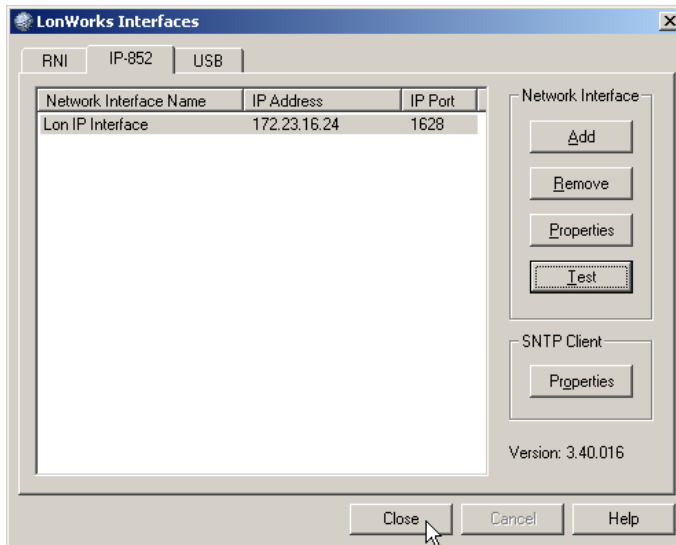 LonWorks Interfaces
RNI IP-852 USB
Network Interface Name IP Address IP Port
Lon IP Interface 172.23.16.24 1628
Network Interface
Add
Remove
Properties
Test
SNTP Client
Properties
Version: 3.40.016
Close Cancel Help